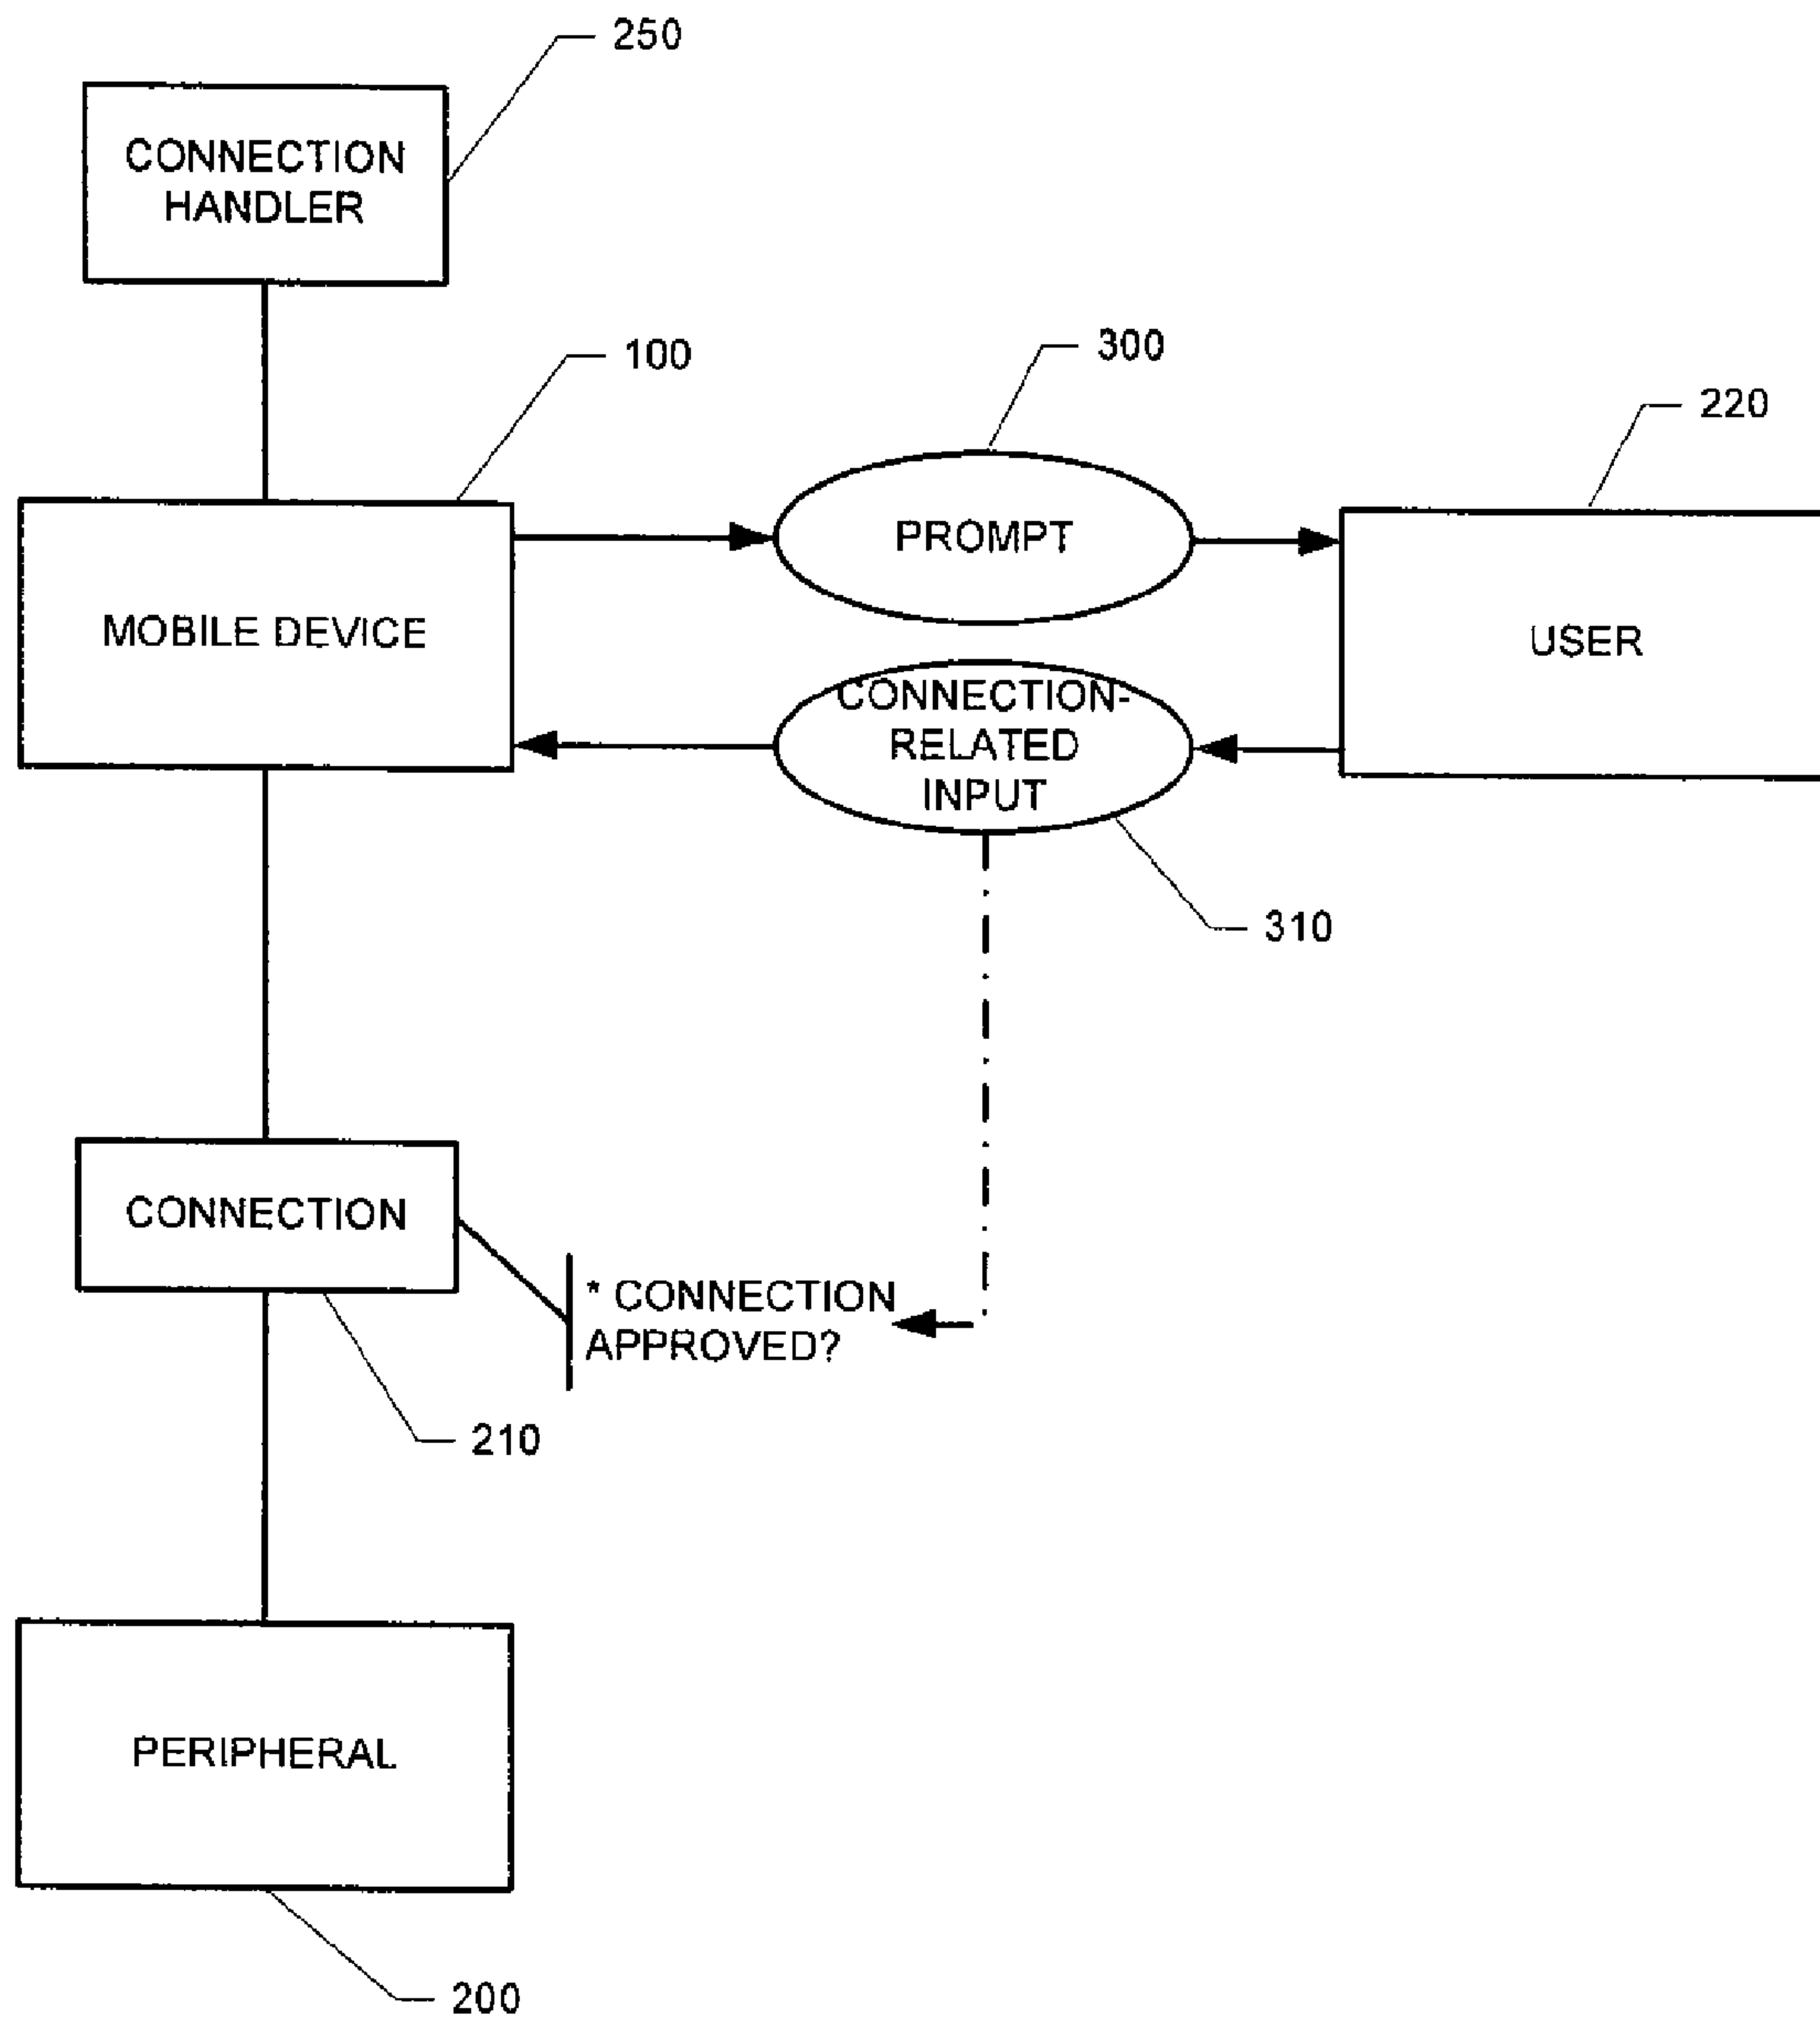 250
CONNECTION
HANDLER
100
300
220
PROMPT
MOBILE DEVICE
USER
CONNECTION-
RELATED
INPUT
310
CONNECTION
* CONNECTION
APPROVED?
210
PERIPHERAL
200